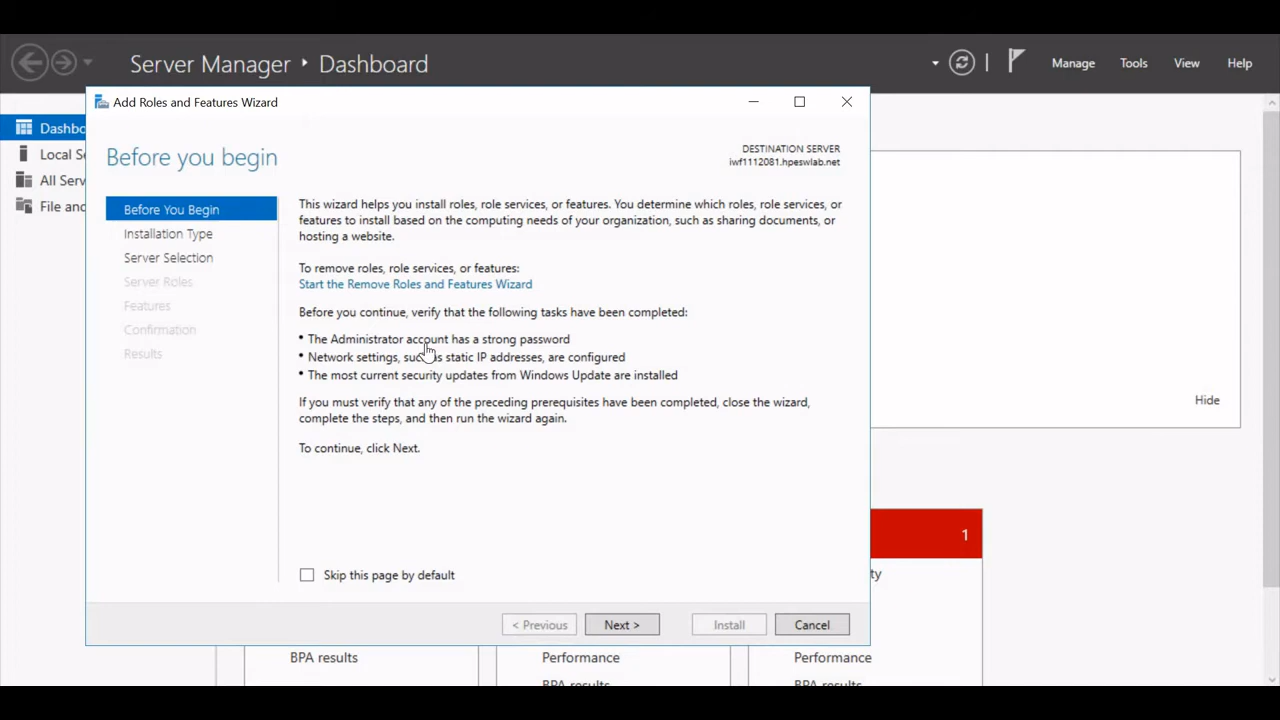 Server Manager ‣ Dashboard
Manage
Tools
View
Help
Add Roles and Features Wizard
Dashbo
Local Se
All Serv
File and
Before you begin
DESTINATION SERVER
iwf1112081.hpeswlab.net
Before You Begin
Installation Type
Server Selection
Server Roles
Features
Confirmation
Results
This wizard helps you install roles, role services, or features. You determine which roles, role services, or
features to install based on the computing needs of your organization, such as sharing documents, or
hosting a website.
To remove roles, role services, or features:
Start the Remove Roles and Features Wizard
Before you continue, verify that the following tasks have been completed:
• The Administrator account has a strong password
• Network settings, such as static IP addresses, are configured
• The most current security updates from Windows Update are installed
If you must verify that any of the preceding prerequisites have been completed, close the wizard,
complete the steps, and then run the wizard again.
To continue, click Next.
Skip this page by default
< Previous
Next >
Install
Cancel
Hide
1
ty
BPA results
Performance
Performance
BPA results
BPA results